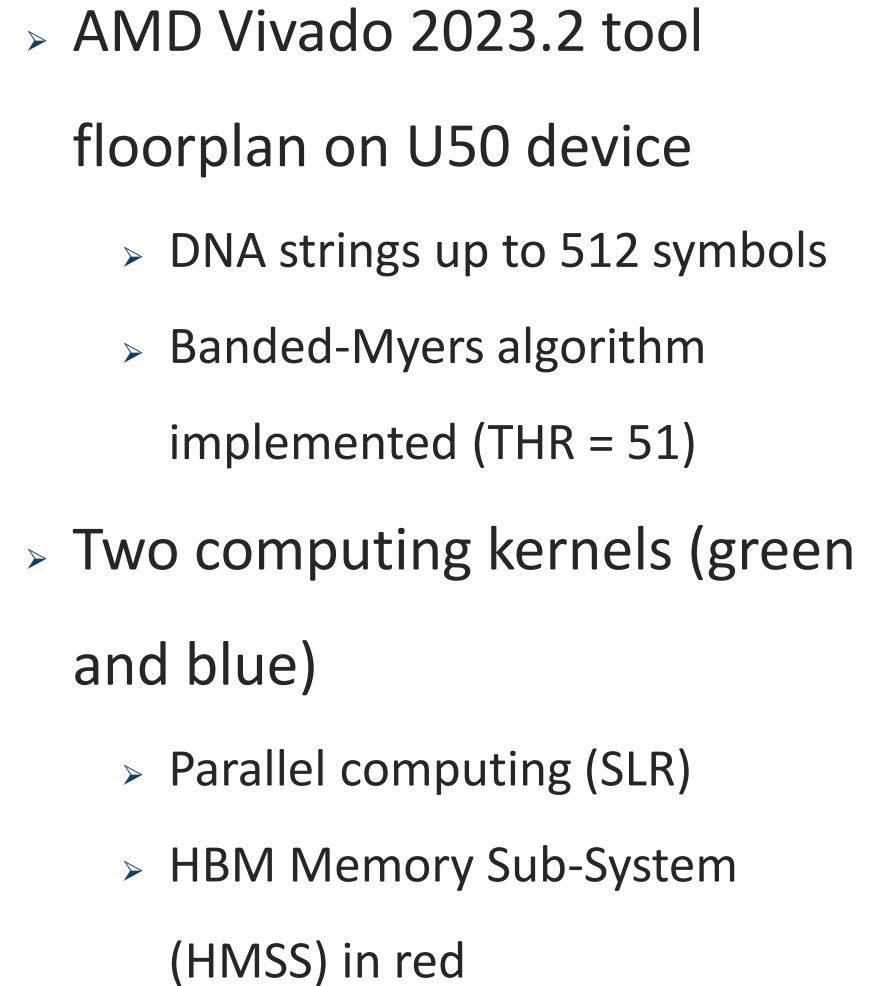 ➢ AMD Vivado 2023.2 tool
floorplan on U50 device
➢ DNA strings up to 512 symbols
➢ Banded-Myers algorithm
implemented (THR = 51)
➢ Two computing kernels (green
and blue)
➢ Parallel computing (SLR)
➢ HBM Memory Sub-System
(HMSS) in red